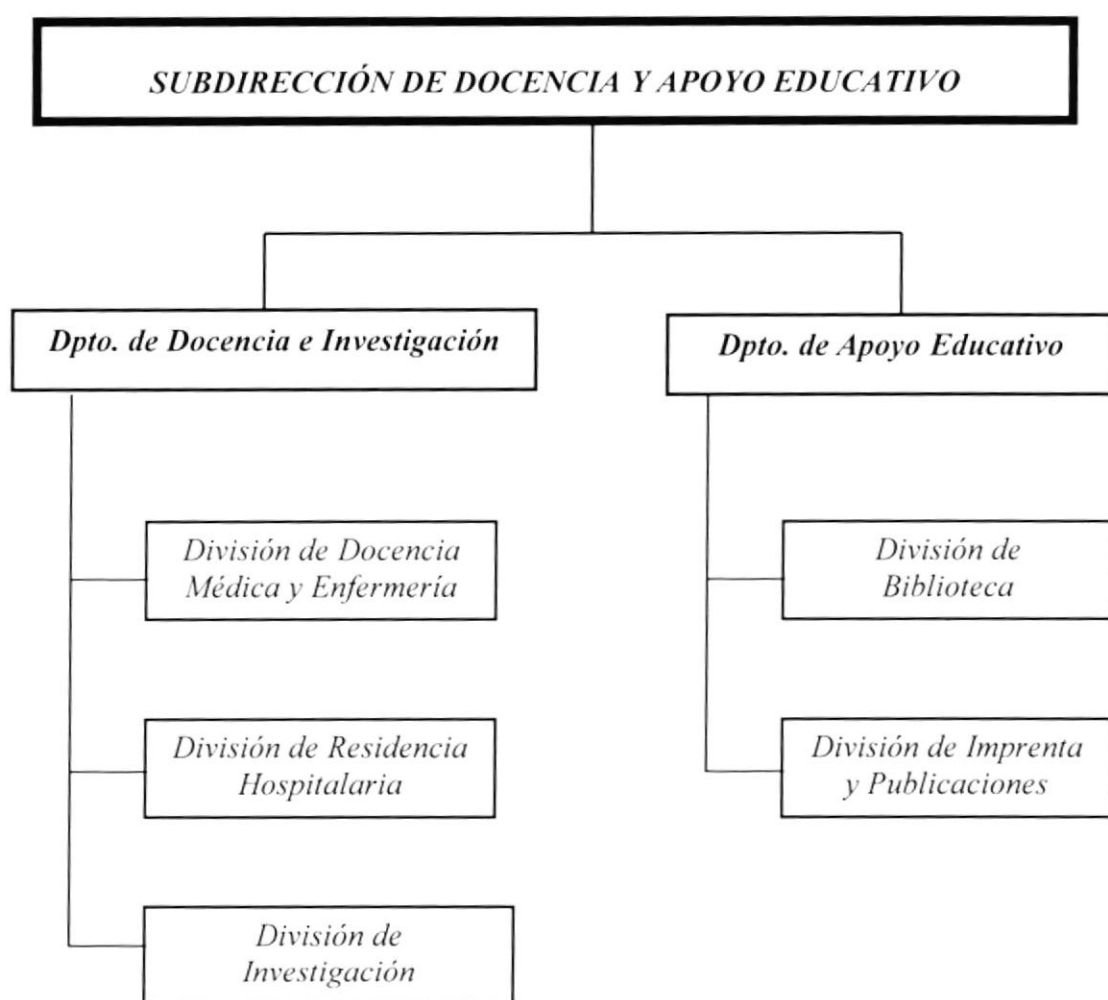 SUBDIRECCIÓN DE DOCENCIA Y APOYO EDUCATIVO
Dpto. de Docencia e Investigación
Dpto. de Apoyo Educativo
División de Docencia
Médica y Enfermería
División de
Biblioteca
División de Residencia
Hospitalaria
División de Imprenta
y Publicaciones
División de
Investigación